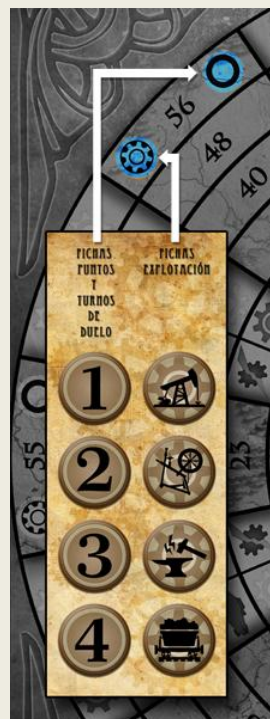 56
48
40
FICHAS
PUNTOS
Y
TURNOS
DE
DUELO
FICHAS
EXPLOTACIÓN
1
2
55
23
3
4